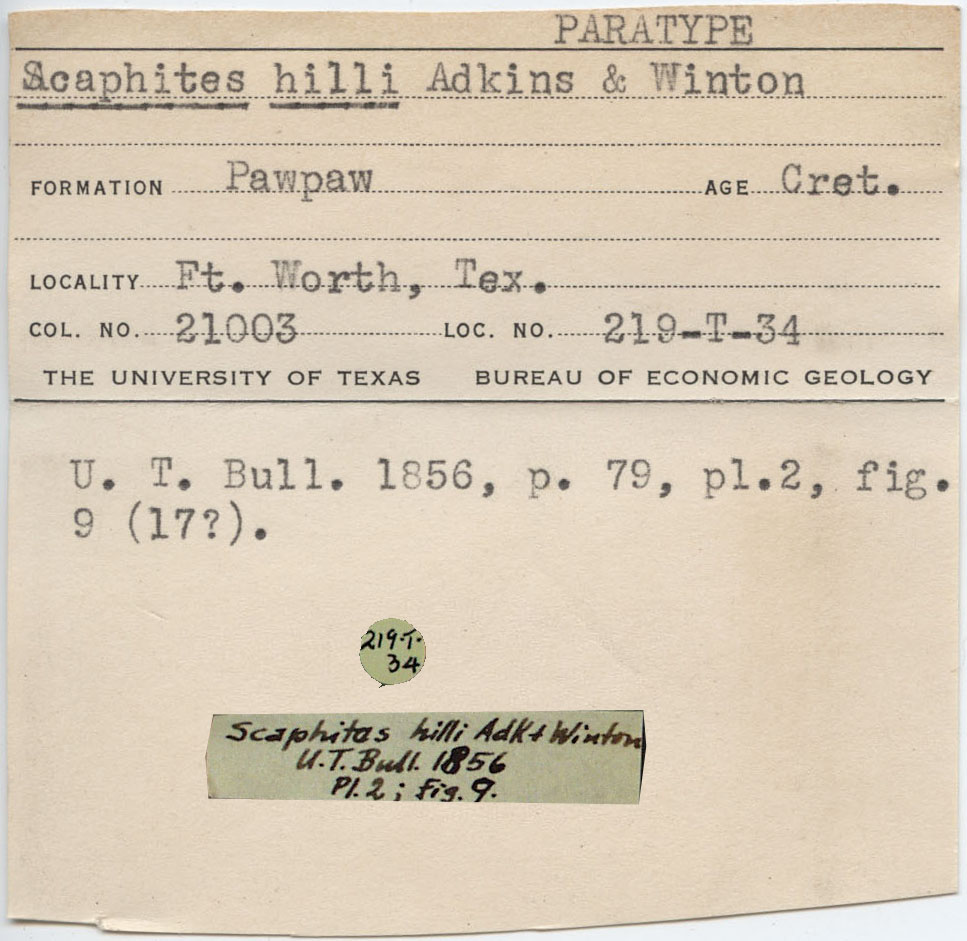 PARATYPE
Scaphites hilli Adkins & Winton
FORMATION Pawpaw AGE Cret.
LOCALITY Ft. Worth, Tex.
COL. NO. 21003 LOC. NO. 219-T-34
THE UNIVERSITY OF TEXAS BUREAU OF ECONOMIC GEOLOGY
U. T. Bull. 1856, p. 79, pl.2, fig.
9 (17?).
219-T-
34
Scaphitas hilli Adk + Winton
U.T. Bull. 1856
Pl. 2 ; Fig. 9.